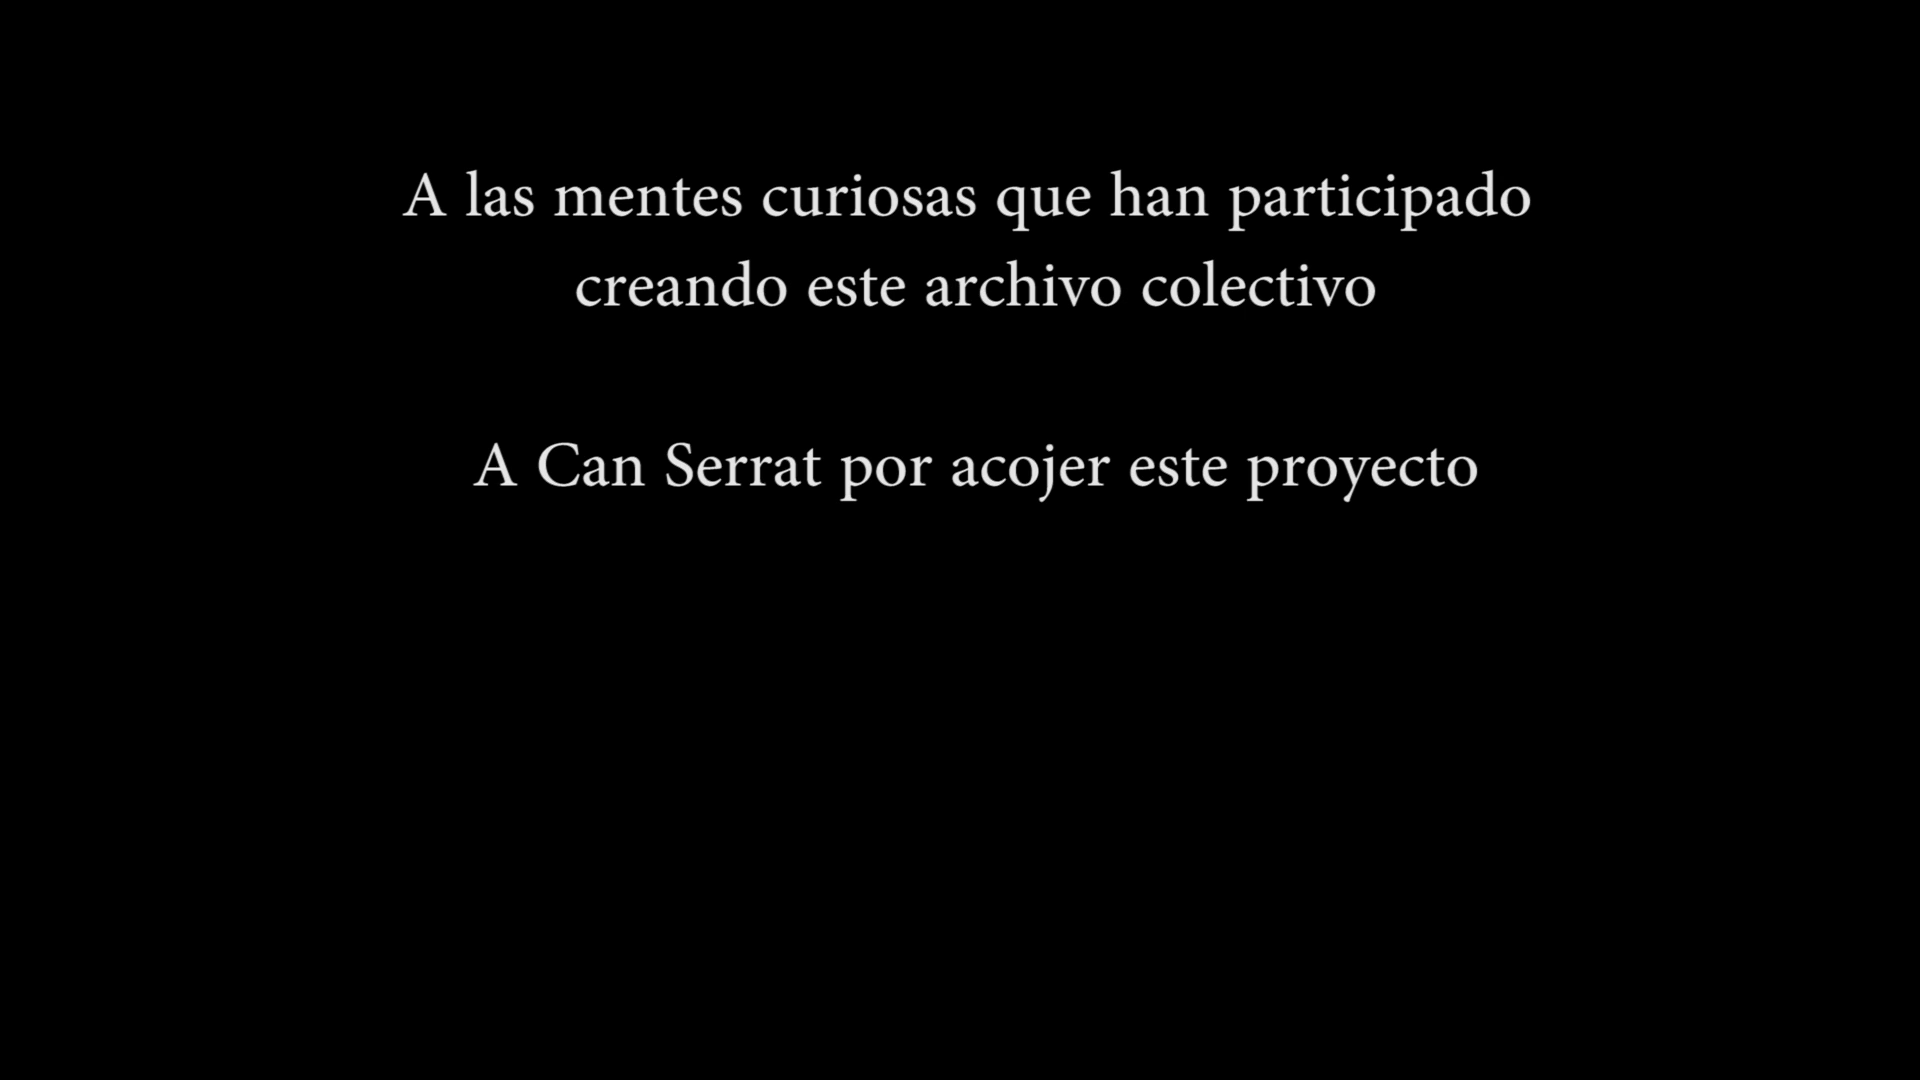 A las mentes curiosas que han participado
creando este archivo colectivo
A Can Serrat por acojer este proyecto